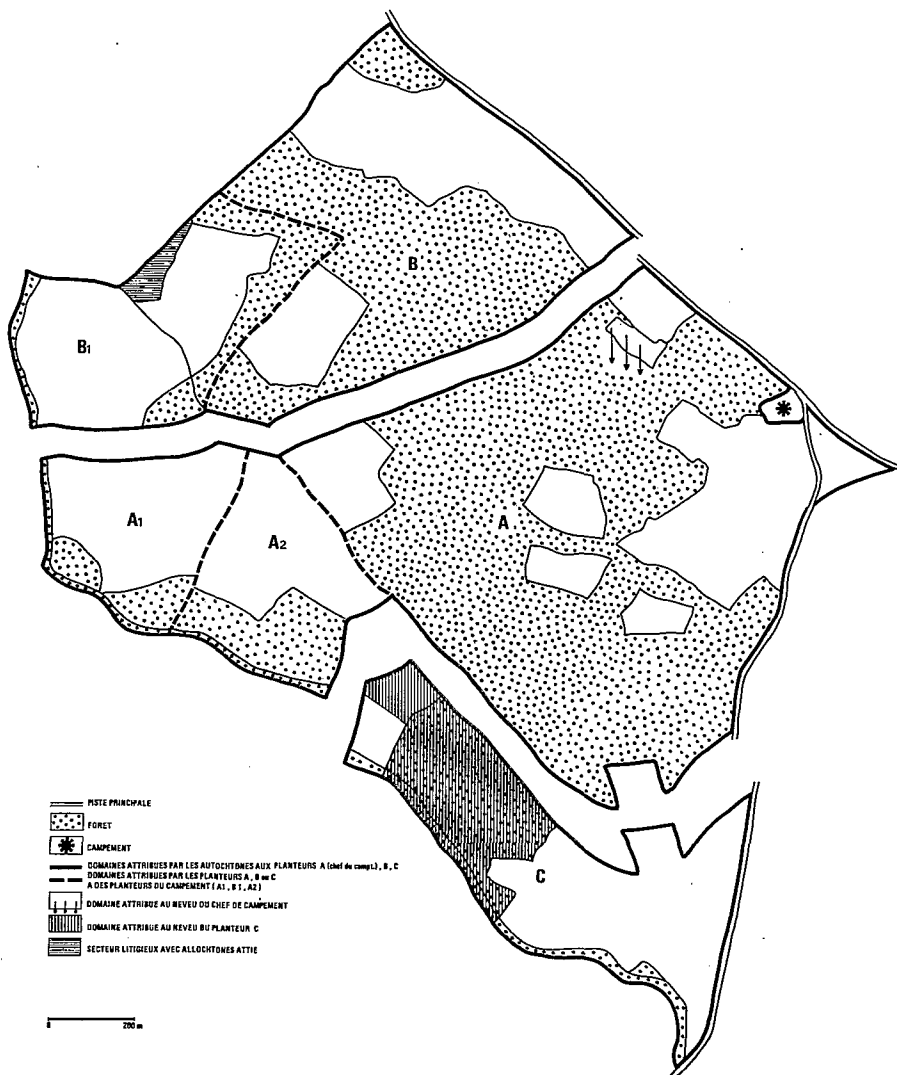 B
B1
A1
A2
A
C
PISTE PRINCIPALE
FORET
CAMPEMENT
DOMAINES ATTRIBUES PAR LES AUTOCHTONES AUX PLANTEURS A (chef de campt.), B, C
DOMAINES ATTRIBUEES PAR LES PLANTEURS A, B ou C
A DES PLANTEURS DU CAMPEMENT (A1, B1, A2)
DOMAINE ATTRIBUE AU NEVEU DU CHEF DE CAMPEMENT
DOMAINE ATTRIBUE AU NEVEU DU PLANTEUR C
SECTEUR LITIGIEUX AVEC ALLOCHTONES ATTIE
0 200 m